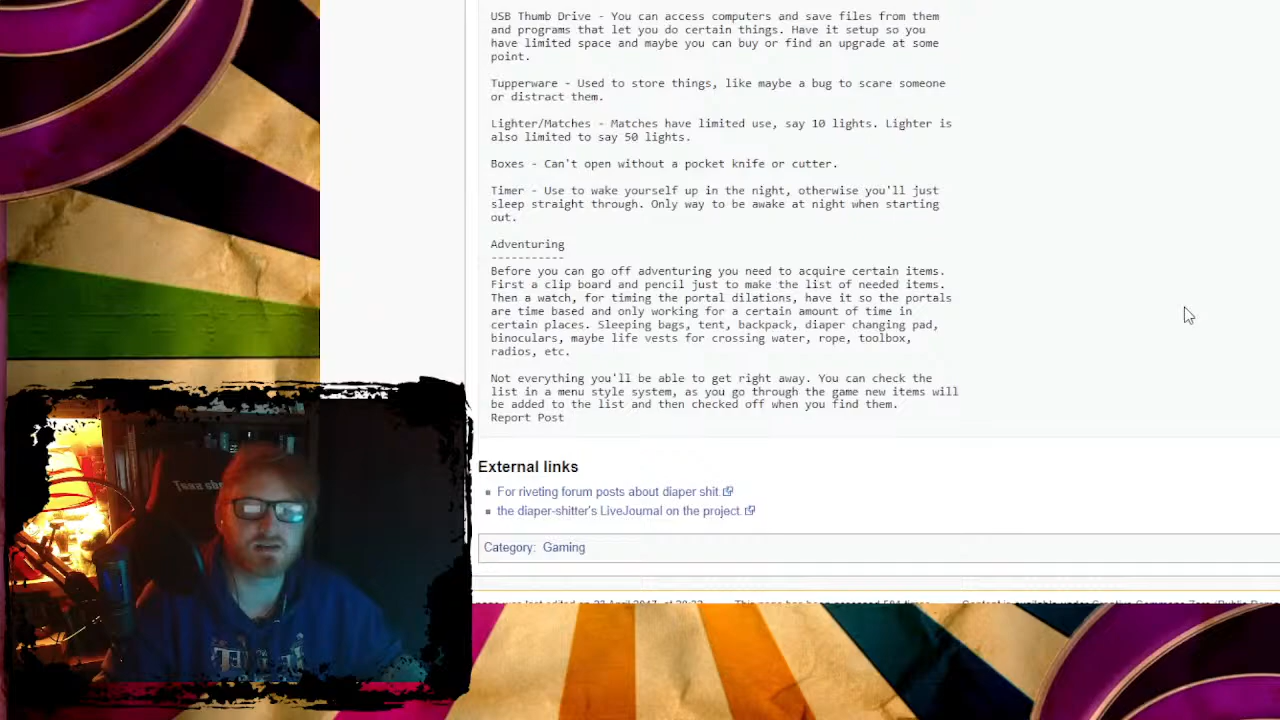 USB Thumb Drive - You can access computers and save files from them
and programs that let you do certain things. Have it setup so you
have limited space and maybe you can buy or find an upgrade at some
point.
Tupperware - Used to store things, like maybe a bug to scare someone
or distract them.
Lighter/Matches - Matches have limited use, say 10 lights. Lighter is
also limited to say 50 lights.
Boxes - Can't open without a pocket knife or cutter.
Timer - Use to wake yourself up in the night, otherwise you'll just
sleep straight through. Only way to be awake at night when starting
out.
Adventuring
-----------
Before you can go off adventuring you need to acquire certain items.
First a clip board and pencil just to make the list of needed items.
Then a watch, for timing the portal dilations, have it so the portals
are time based and only working for a certain amount of time in
certain places. Sleeping bags, tent, backpack, diaper changing pad,
binoculars, maybe life vests for crossing water, rope, toolbox,
radios, etc.
Not everything you'll be able to get right away. You can check the
list in a menu style system, as you go through the game new items will
be added to the list and then checked off when you find them.
Report Post
External links
For riveting forum posts about diaper shit.
the diaper-shitter's LiveJournal on the project.
Category: Gaming